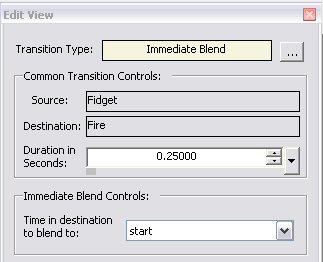 Edit View
Transition Type: Immediate Blend ...
Common Transition Controls:
Source: Fidget
Destination: Fire
Duration in
Seconds: 0.25000
Immediate Blend Controls:
Time in destination
to blend to: start